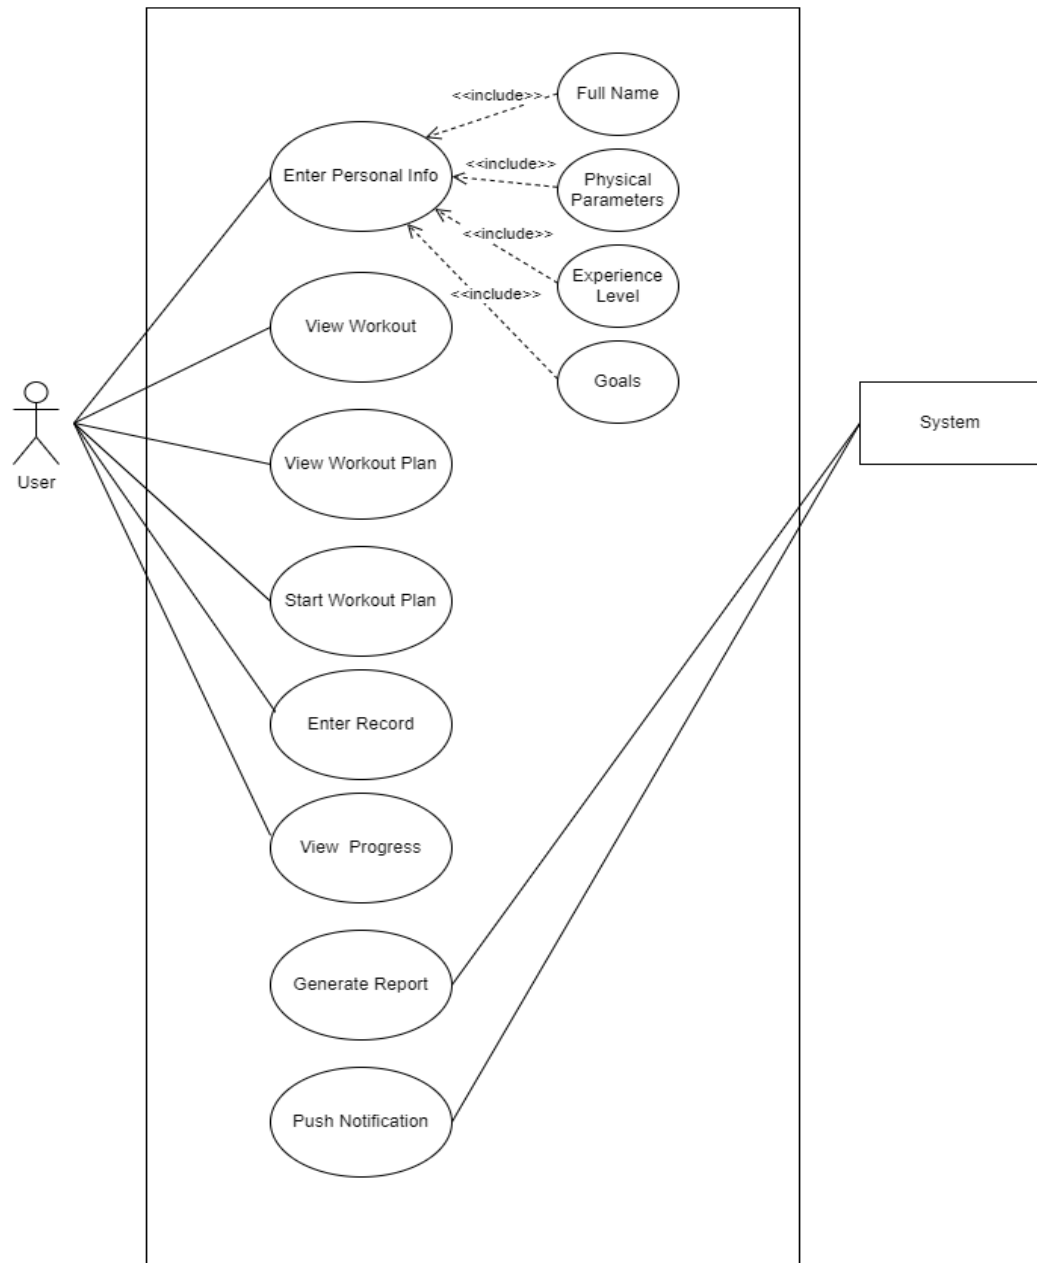 <<include>>
Full Name
Enter Personal Info
<<include>>
Physical
Parameters
<<include>>
Experience
Level
<<include>>
Goals
View Workout
User
System
View Workout Plan
Start Workout Plan
Enter Record
View  Progress
Generate Report
Push Notification